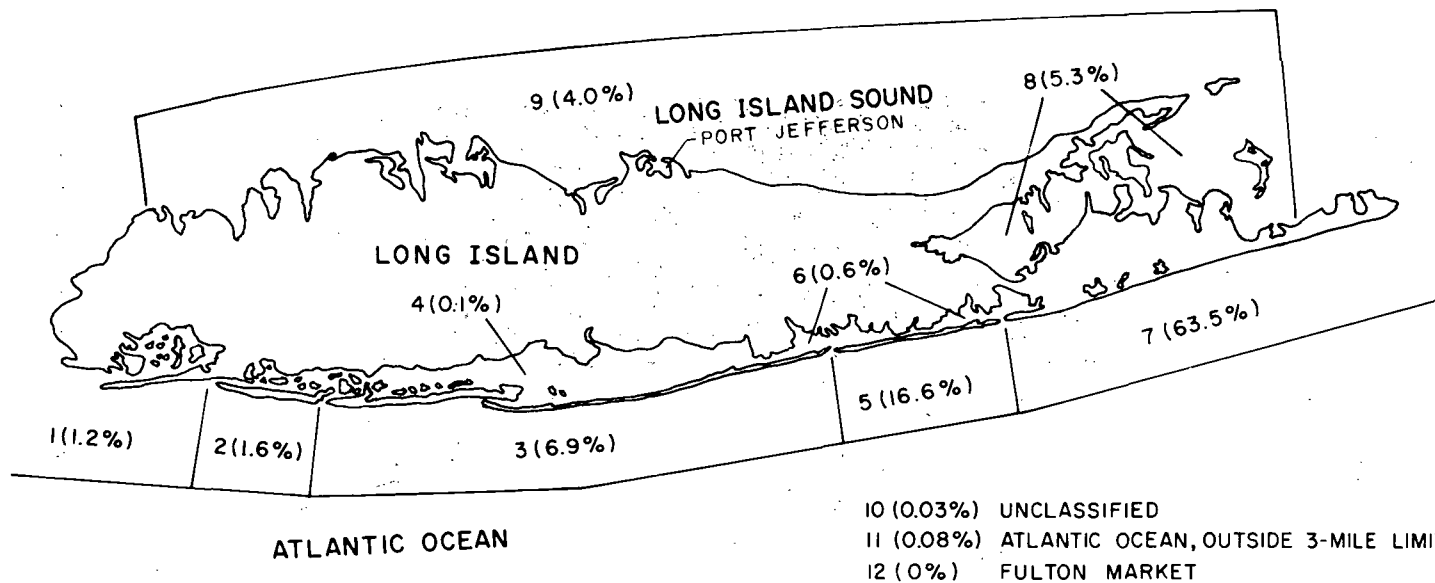 9 (4.0%)
LONG ISLAND SOUND
PORT JEFFERSON
8 (5.3%)
LONG ISLAND
4 (0.1%)
6 (0.6%)
7 (63.5%)
5 (16.6%)
1 (1.2%)
2 (1.6%)
3 (6.9%)
ATLANTIC OCEAN
10 (0.03%) UNCLASSIFIED
11 (0.08%) ATLANTIC OCEAN, OUTSIDE 3-MILE LIMI
12 (0%) FULTON MARKET